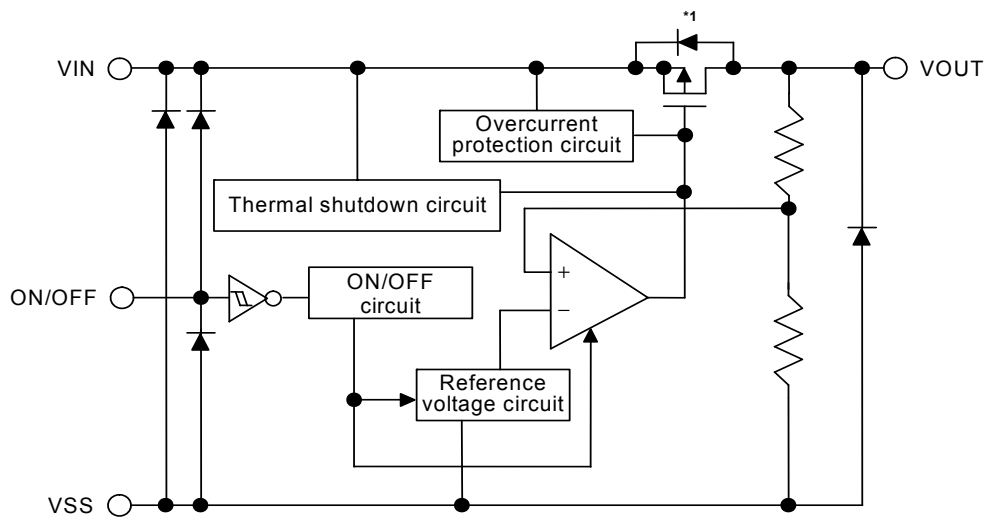 *1
VIN
VOUT
Overcurrent
protection circuit
Thermal shutdown circuit
ON/OFF
ON/OFF
circuit
+
−
Reference
voltage circuit
VSS